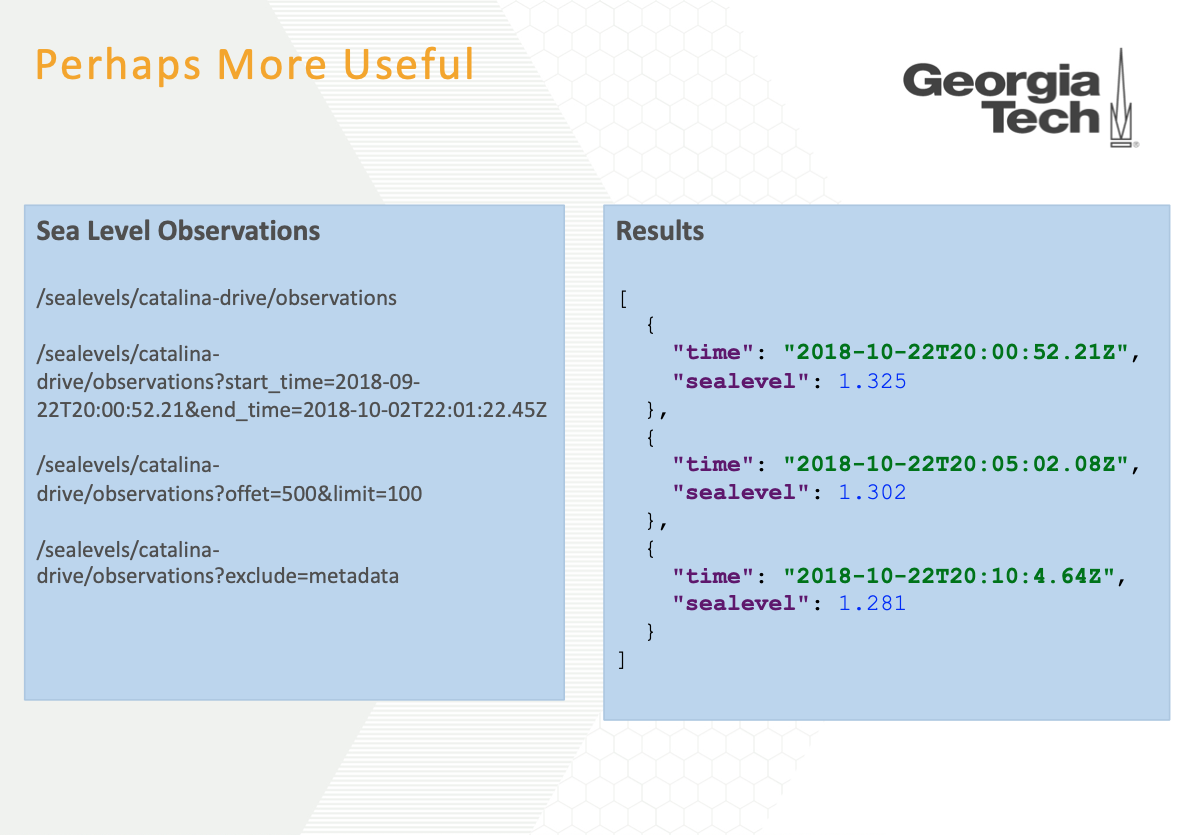 Perhaps More Useful
Georgia
Tech
®
Sea Level Observations
/sealevels/catalina-drive/observations
/sealevels/catalina-
drive/observations?start_time=2018-09-
22T20:00:52.21&end_time=2018-10-02T22:01:22.45Z
/sealevels/catalina-
drive/observations?offet=500&limit=100
/sealevels/catalina-
drive/observations?exclude=metadata
Results
[
{
"time": "2018-10-22T20:00:52.21Z",
"sealevel": 1.325
},
{
"time": "2018-10-22T20:05:02.08Z",
"sealevel": 1.302
},
{
"time": "2018-10-22T20:10:4.64Z",
"sealevel": 1.281
}
]